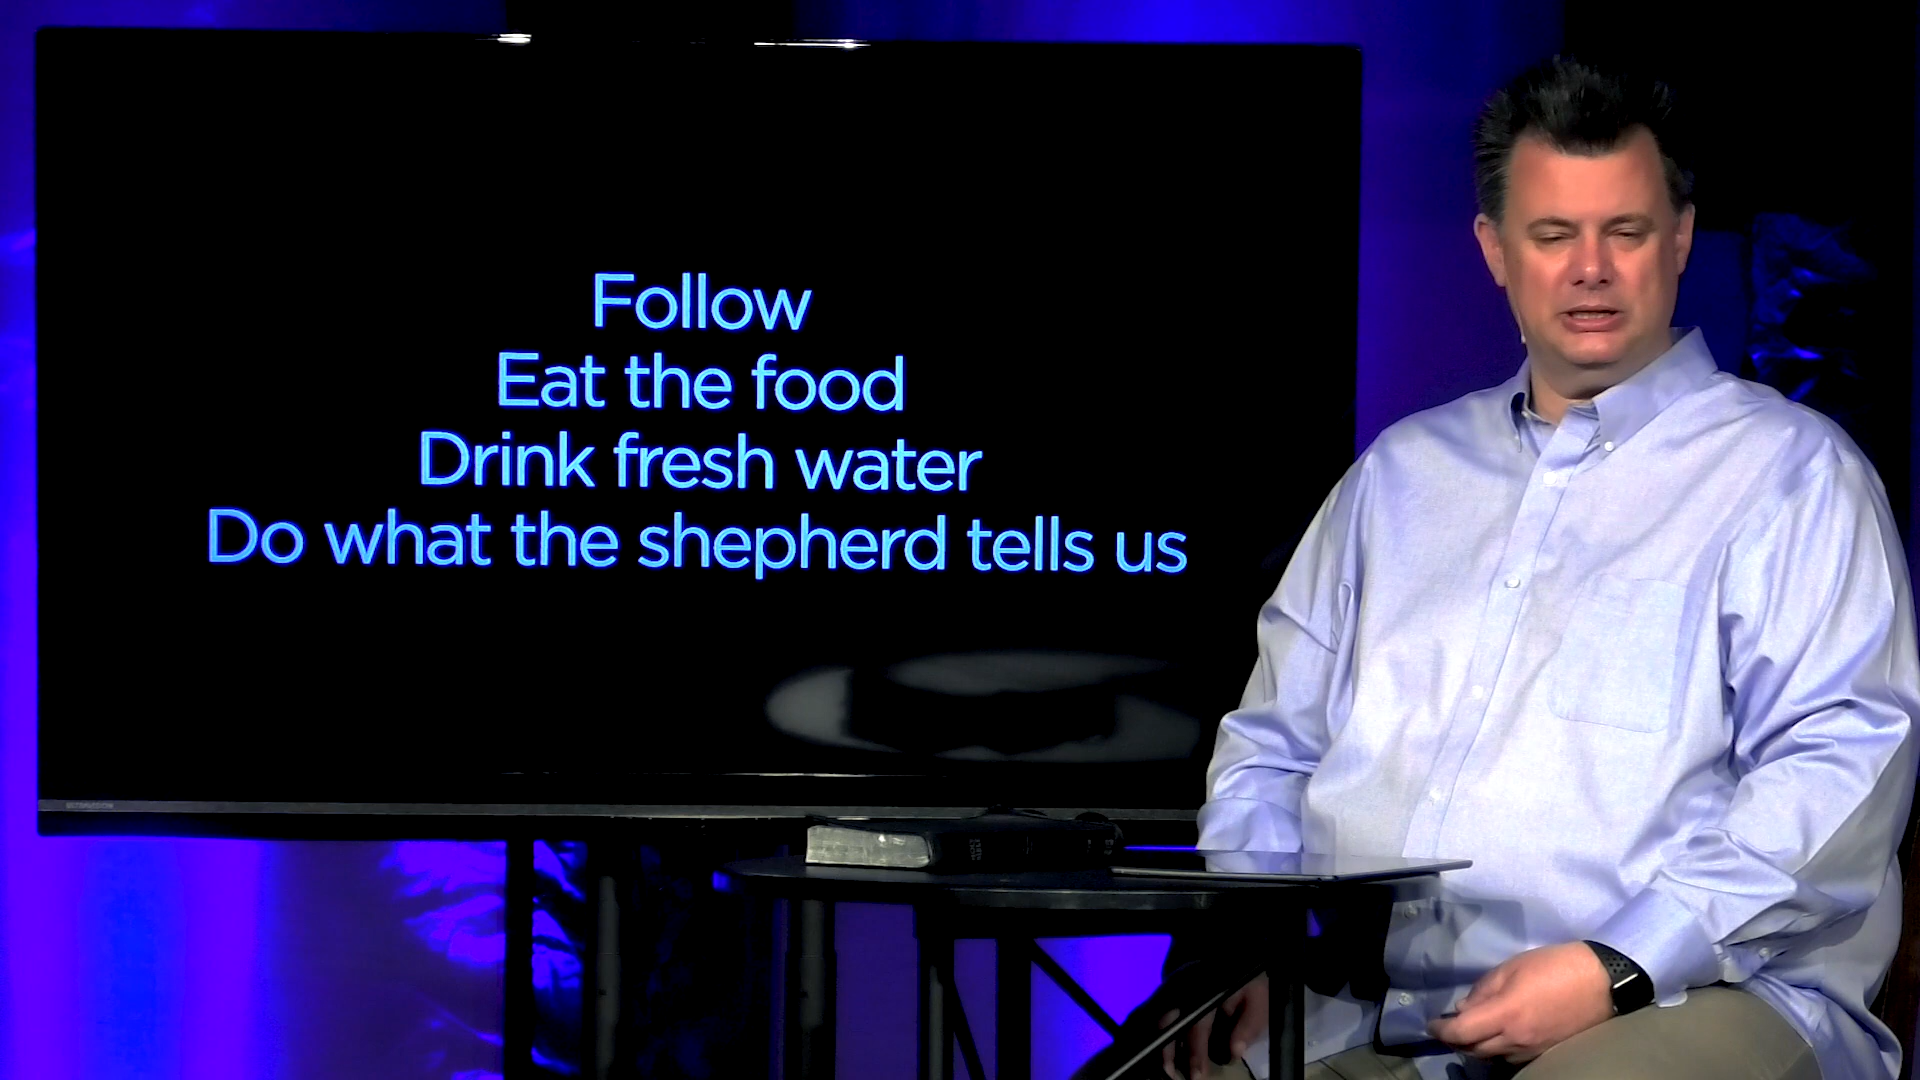 Follow
Eat the food
Drink fresh water
Do what the shepherd tells us